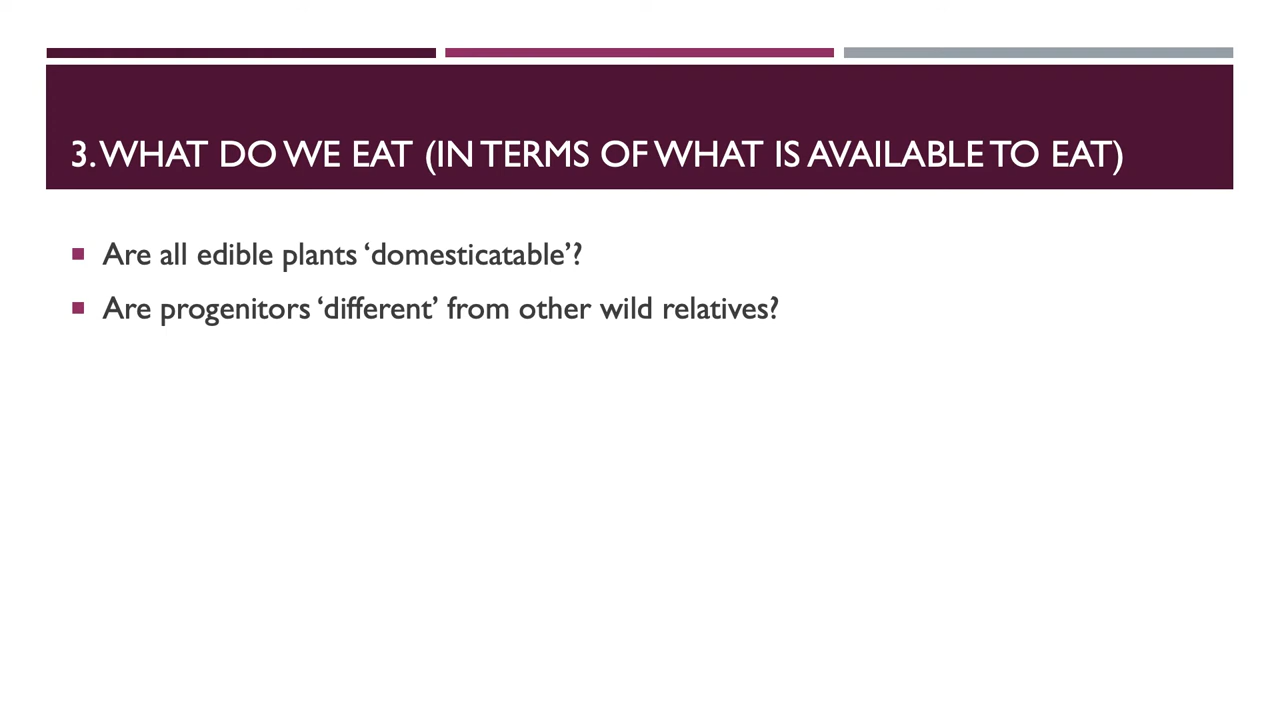 3. WHAT DO WE EAT (IN TERMS OF WHAT IS AVAILABLE TO EAT)
Are all edible plants ‘domesticatable’?
Are progenitors ‘different’ from other wild relatives?